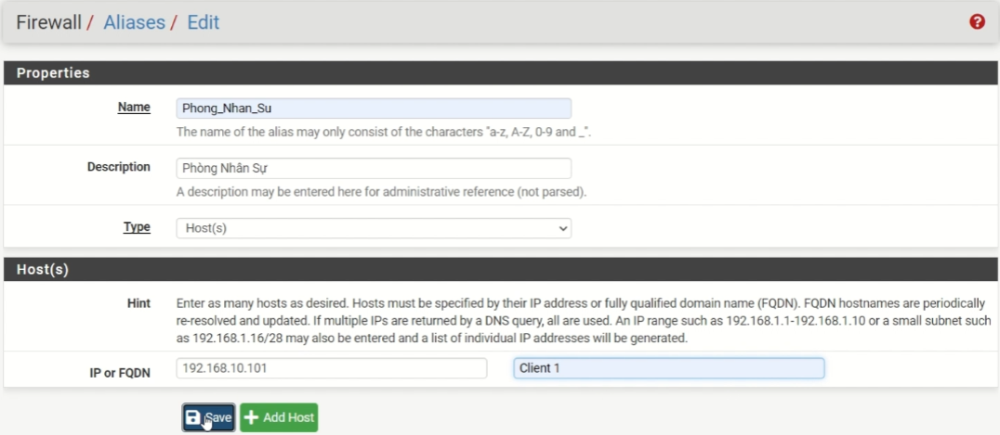 Firewall / Aliases / Edit
Properties
Name Phong_Nhan_Su
The name of the alias may only consist of the characters "a-z, A-Z, 0-9 and _".
Description Phòng Nhân Sự
A description may be entered here for administrative reference (not parsed).
Type Host(s)
Host(s)
Hint Enter as many hosts as desired. Hosts must be specified by their IP address or fully qualified domain name (FQDN). FQDN hostnames are periodically
re-resolved and updated. If multiple IPs are returned by a DNS query, all are used. An IP range such as 192.168.1.1-192.168.1.10 or a small subnet such
as 192.168.1.16/28 may also be entered and a list of individual IP addresses will be generated.
IP or FQDN 192.168.10.101 Client 1
Save Add Host